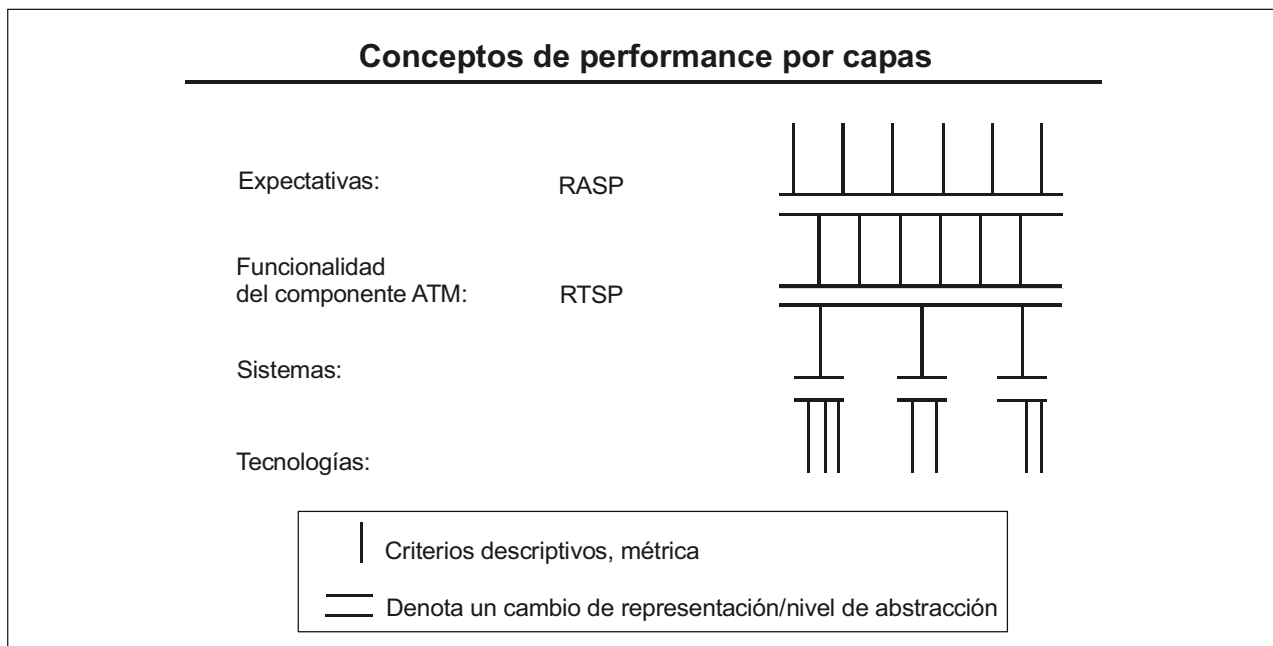 Conceptos de performance por capas
Expectativas: RASP
Funcionalidad
del componente ATM: RTSP
Sistemas:
Tecnologías:
Criterios descriptivos, métrica
Denota un cambio de representación/nivel de abstracción